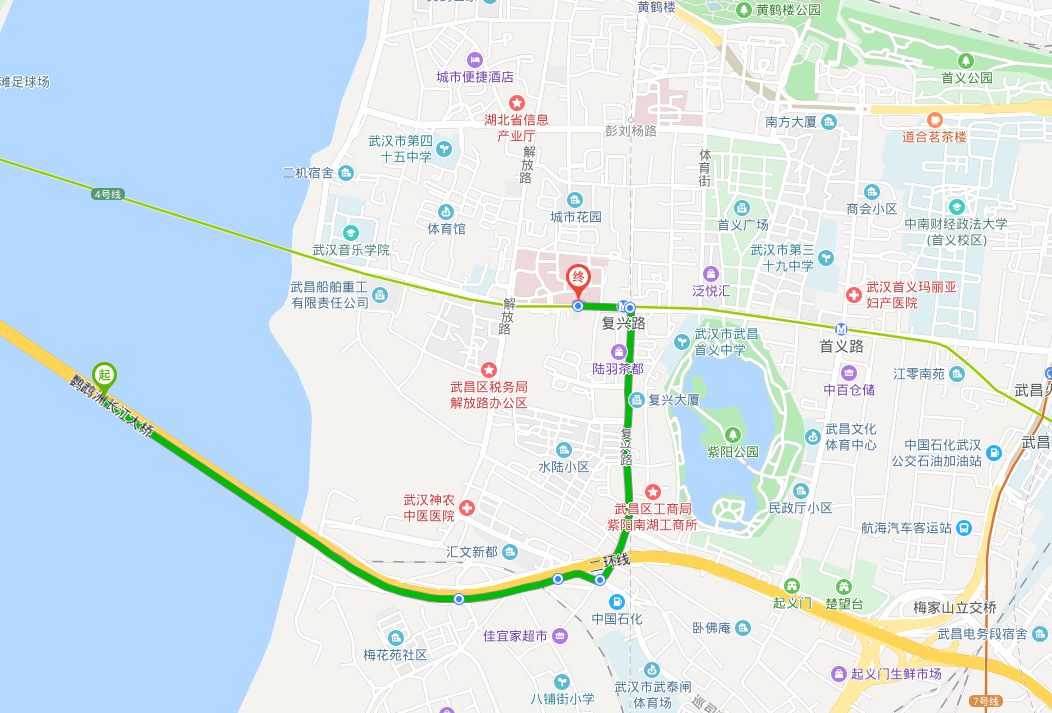 黄鹤楼
黄鹤楼公园
滩足球场
城市便捷酒店
首义公园
湖北省信息
产业厅
南方大厦
彭刘杨路
道合茗茶楼
武汉市第四
十五中学
解放路
体育街
二机宿舍
4号线
城市花园
商会小区
体育馆
首义广场
中南财经政法大学
(首义校区)
武汉音乐学院
武汉市第三
十九中学
终
泛悦汇
武昌船舶重工
有限责任公司
武汉首义玛丽亚
妇产医院
解放路
复兴路
武汉市武昌
首义中学
首义路
陆羽茶都
起
江零南苑
武昌区税务局
解放路办公区
中百仓储
武昌火
鹦鹉洲长江大桥
复兴大厦
武昌文化
体育中心
武昌
复兴路
紫阳公园
中国石化武汉
公交石油加油站
水陆小区
武汉神农
中医医院
武昌区工商局
紫阳南湖工商所
民政厅小区
航海汽车客运站
汇文新都
二环线
起义门
楚望台
中国石化
梅家山立交桥
佳宜家超市
卧佛庵
武昌电务段宿舍
梅花苑社区
起义门生鲜市场
八铺街小学
武汉市武泰闸
体育场
巡司
7号线